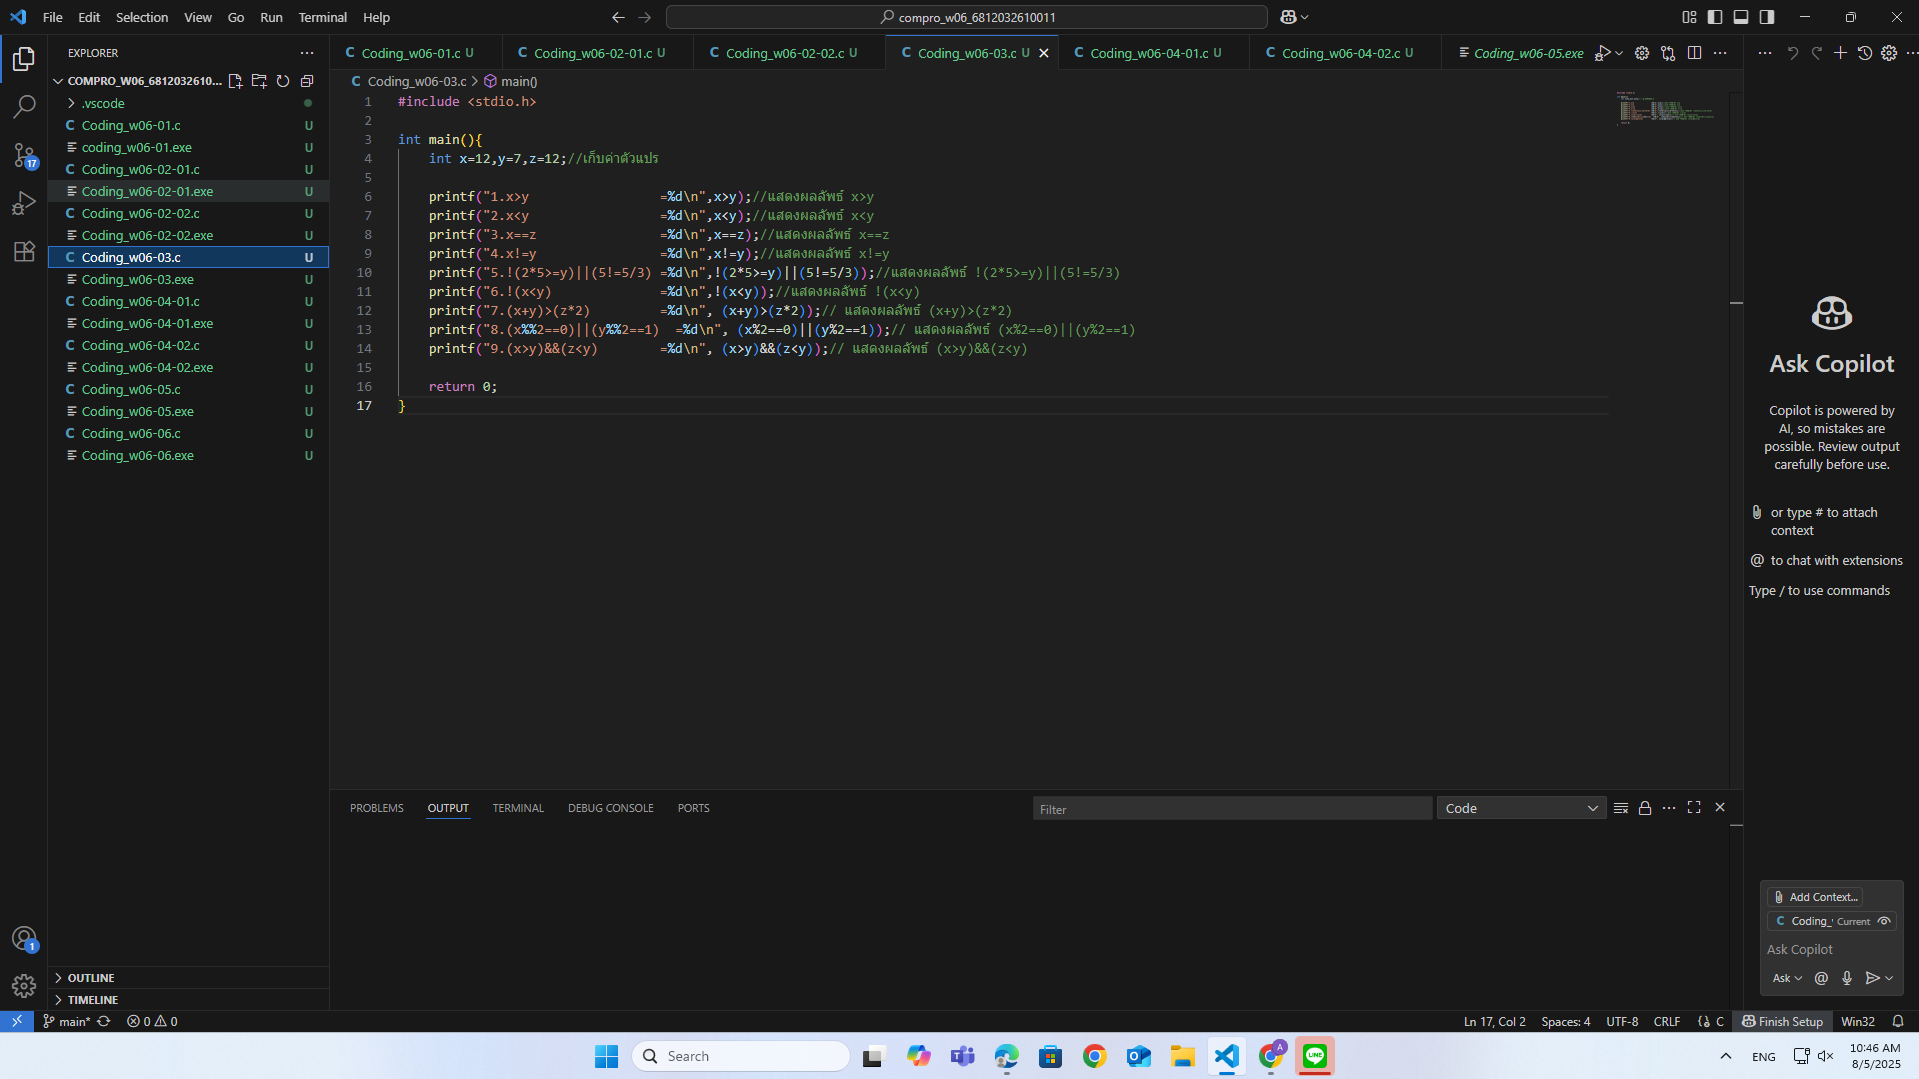 File Edit Selection View Go Run Terminal Help
compro_w06_6812032610011
EXPLORER
COMPRO_W06_6812032610...
.vscode
Coding_w06-01.c U
coding_w06-01.exe U
Coding_w06-02-01.c U
Coding_w06-02-01.exe U
Coding_w06-02-02.c U
Coding_w06-02-02.exe U
Coding_w06-03.c U
Coding_w06-03.exe U
Coding_w06-04-01.c U
Coding_w06-04-01.exe U
Coding_w06-04-02.c U
Coding_w06-04-02.exe U
Coding_w06-05.c U
Coding_w06-05.exe U
Coding_w06-06.c U
Coding_w06-06.exe U
17
1
OUTLINE
TIMELINE
C Coding_w06-01.c U C Coding_w06-02-01.c U C Coding_w06-02-02.c U C Coding_w06-03.c U C Coding_w06-04-01.c U C Coding_w06-04-02.c U Coding_w06-05.exe
C Coding_w06-03.c > main()
1 #include <stdio.h>
2
3 int main(){
4 int x=12,y=7,z=12;//เก็บค่าตัวแปร
5
6 printf("1.x>y =%d\n",x>y);//แสดงผลลัพธ์ x>y
7 printf("2.x<y =%d\n",x<y);//แสดงผลลัพธ์ x<y
8 printf("3.x==z =%d\n",x==z);//แสดงผลลัพธ์ x==z
9 printf("4.x!=y =%d\n",x!=y);//แสดงผลลัพธ์ x!=y
10 printf("5.!(2*5>=y)||(5!=5/3) =%d\n",!(2*5>=y)||(5!=5/3));//แสดงผลลัพธ์ !(2*5>=y)||(5!=5/3)
11 printf("6.!(x<y) =%d\n",!(x<y));//แสดงผลลัพธ์ !(x<y)
12 printf("7.(x+y)>(z*2) =%d\n", (x+y)>(z*2));// แสดงผลลัพธ์ (x+y)>(z*2)
13 printf("8.(x%%2==0)||(y%%2==1) =%d\n", (x%2==0)||(y%2==1));// แสดงผลลัพธ์ (x%2==0)||(y%2==1)
14 printf("9.(x>y)&&(z<y) =%d\n", (x>y)&&(z<y));// แสดงผลลัพธ์ (x>y)&&(z<y)
15
16 return 0;
17 }
PROBLEMS OUTPUT TERMINAL DEBUG CONSOLE PORTS
Filter
Code
Ask Copilot
Copilot is powered by
AI, so mistakes are
possible. Review output
carefully before use.
or type # to attach
context
@ to chat with extensions
Type / to use commands
Add Context...
C Coding_ Current
Ask Copilot
Ask @
main* 0 0
Ln 17, Col 2 Spaces: 4 UTF-8 CRLF {} C Finish Setup Win32
Search
LINE
A
ENG
10:46 AM
8/5/2025